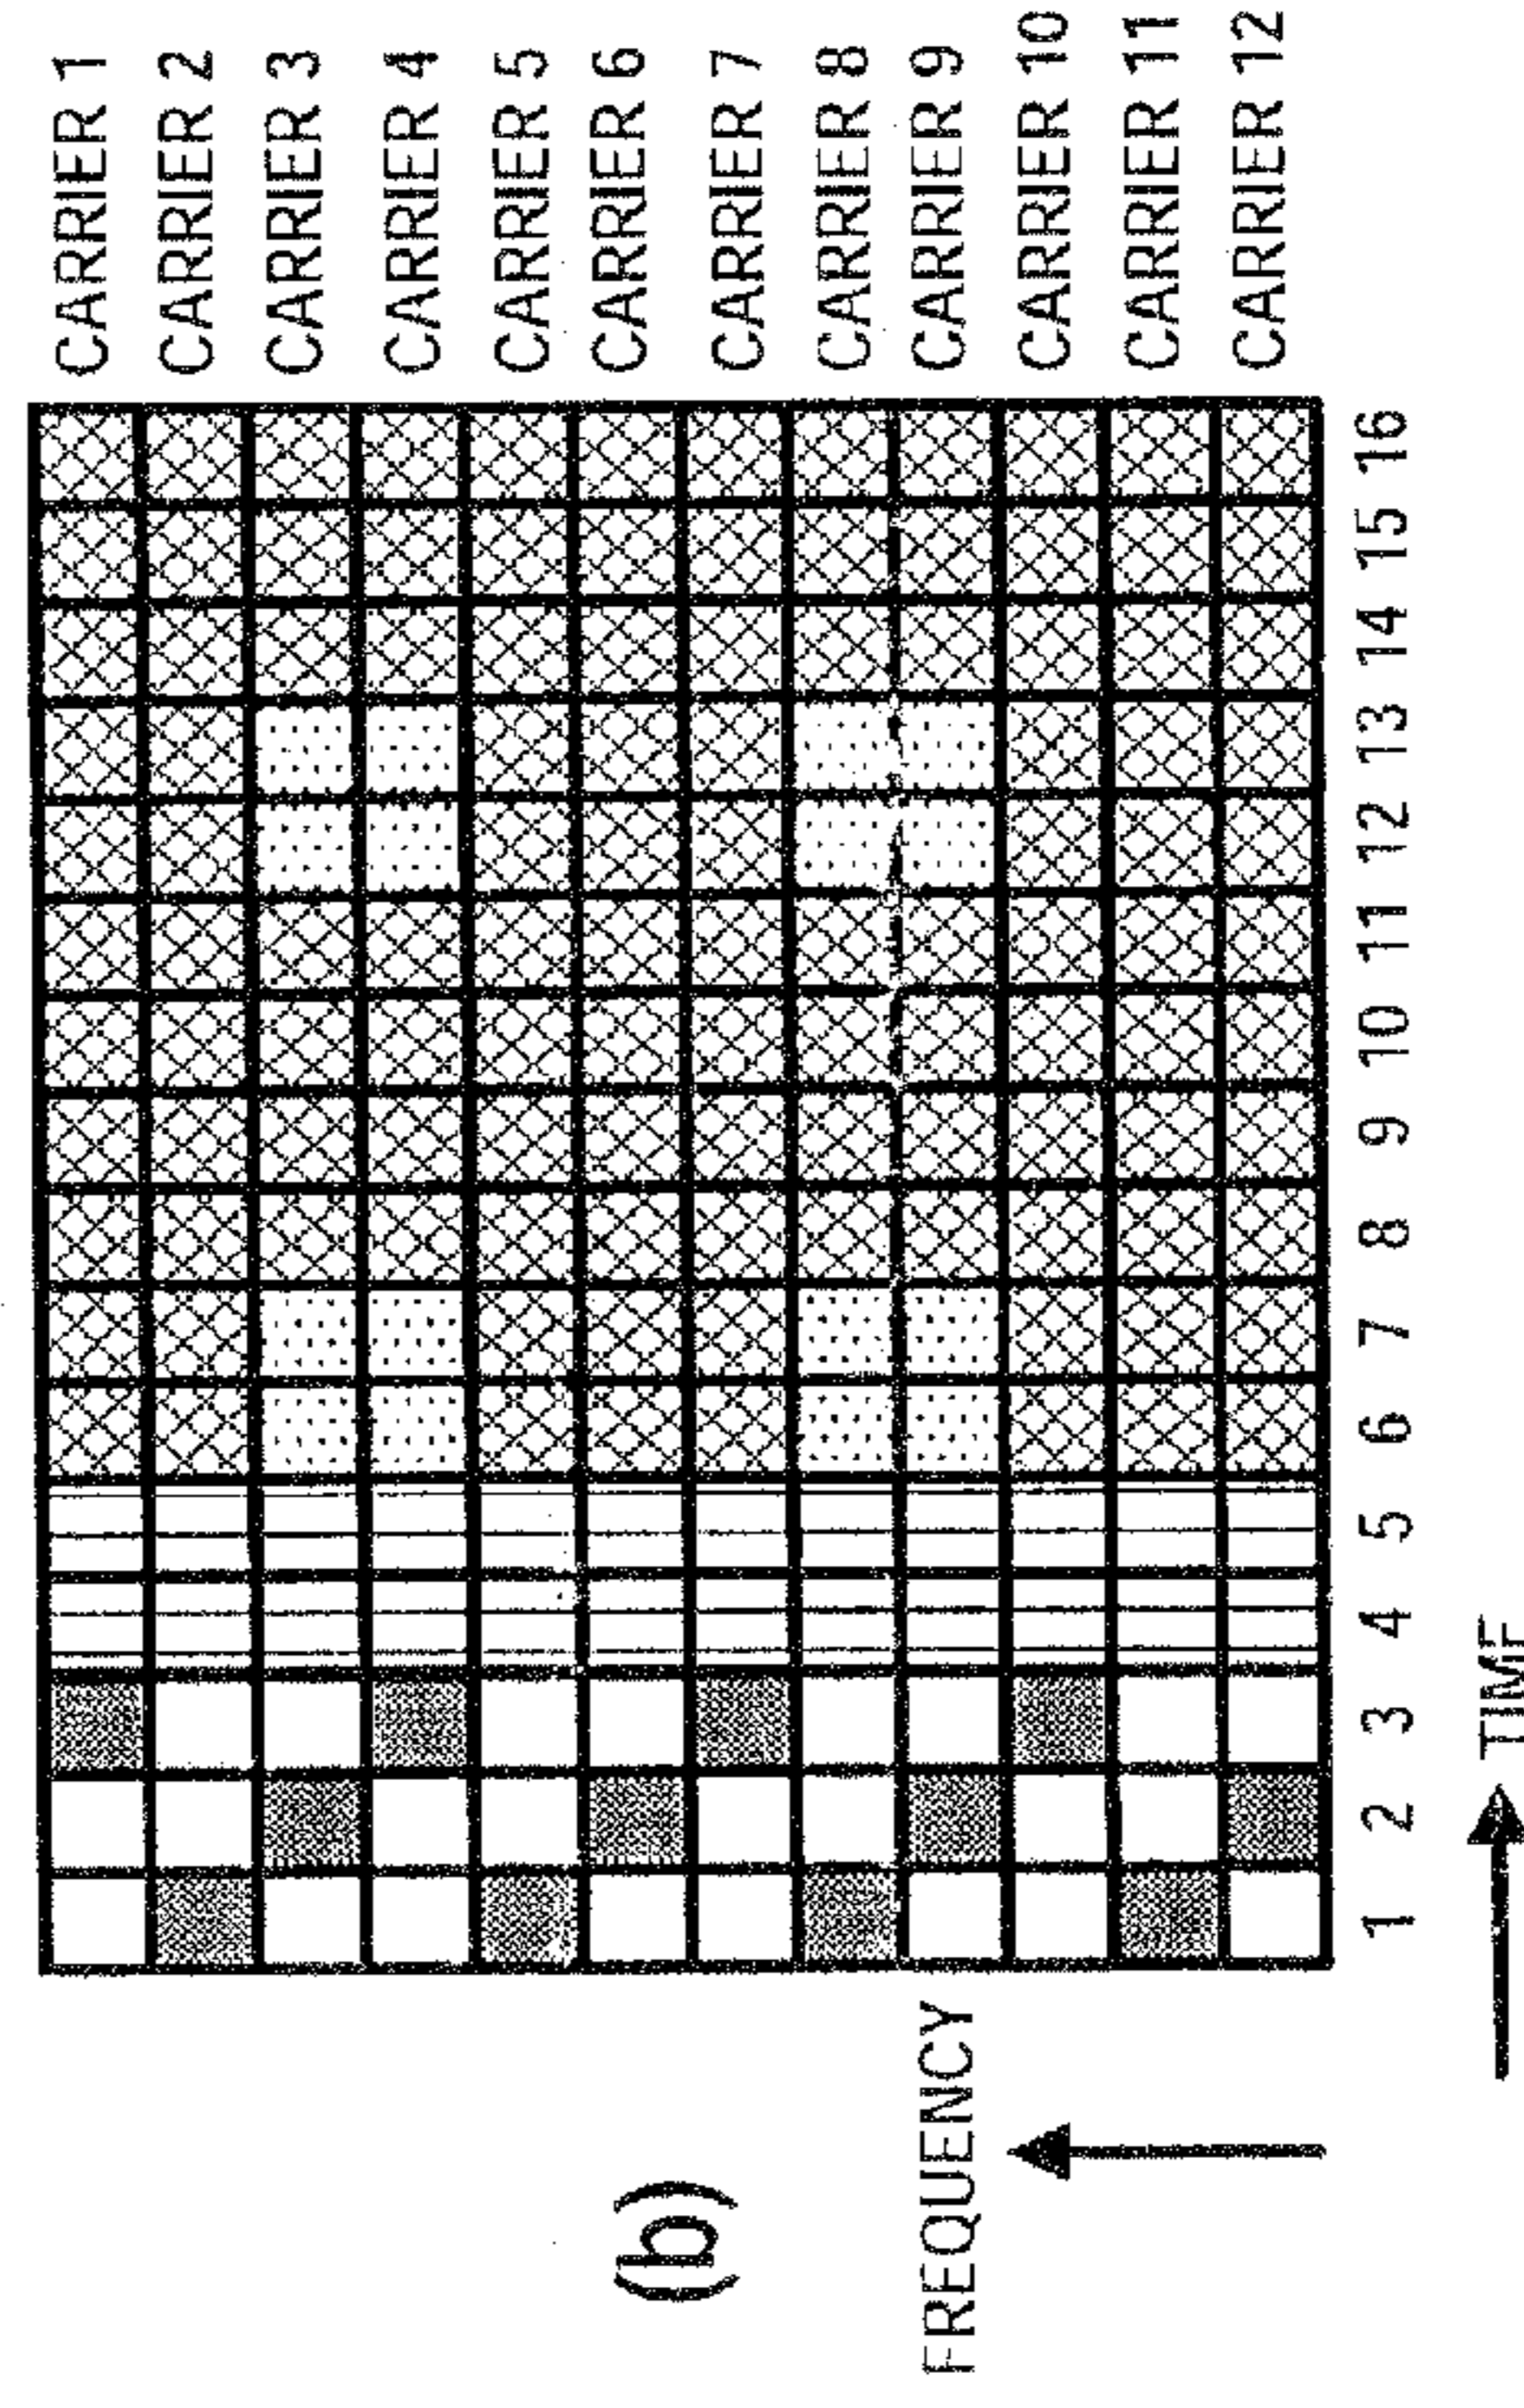 (b)
CARRIER 1
CARRIER 2
CARRIER 3
CARRIER 4
CARRIER 5
CARRIER 6
CARRIER 7
CARRIER 8
CARRIER 9
CARRIER 10
CARRIER 11
CARRIER 12
FREQUENCY
1 2 3 4 5 6 7 8 9 10 11 12 13 14 15 16
TIME